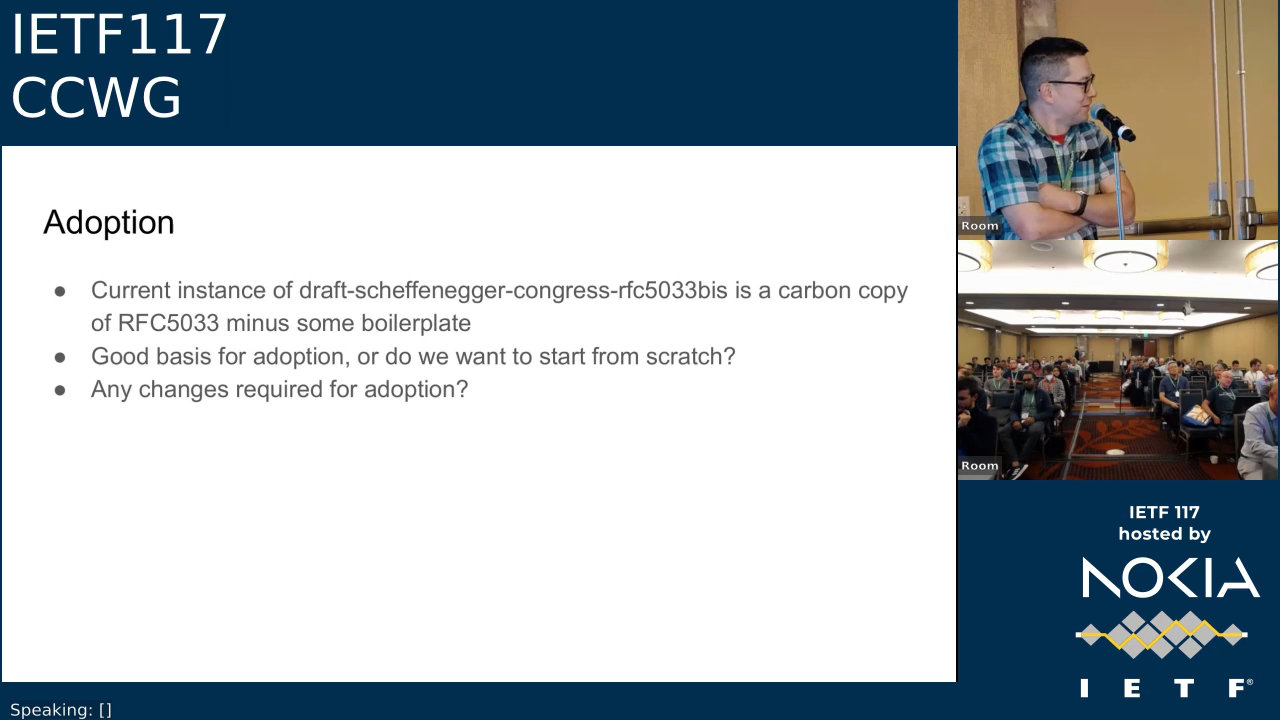 IETF117
CCWG
Adoption
● Current instance of draft-scheffenegger-congress-rfc5033bis is a carbon copy
of RFC5033 minus some boilerplate
● Good basis for adoption, or do we want to start from scratch?
● Any changes required for adoption?
Room
Room
IETF 117
hosted by
NOKIA
I E T F®
Speaking: []